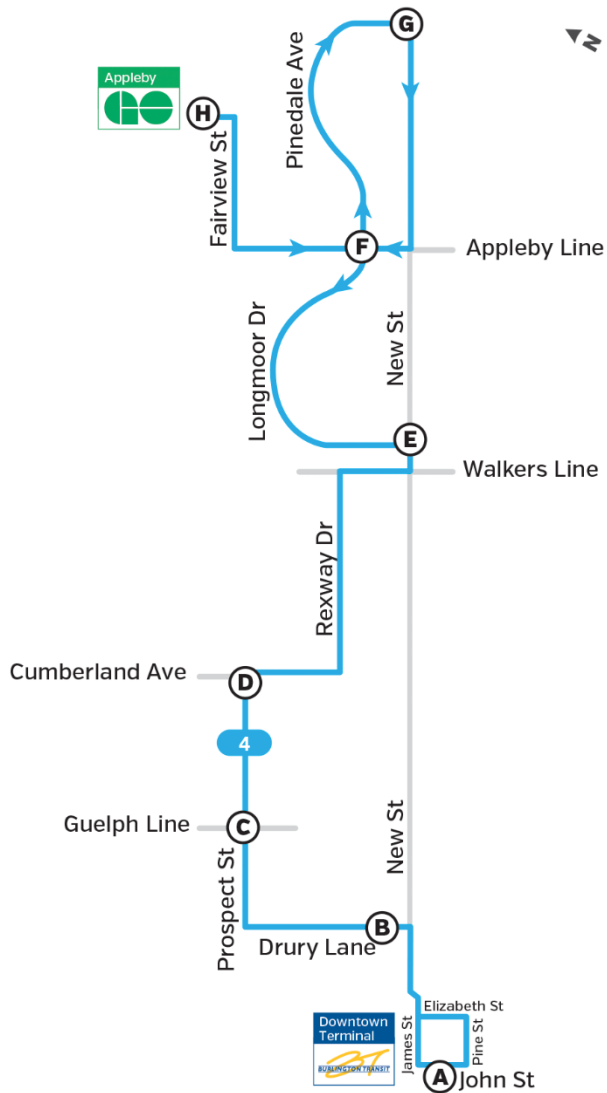 G
N
Pinedale Ave
Appleby
GO
H
Fairview St
F
Appleby Line
Longmoor Dr
New St
E
Walkers Line
Rexway Dr
Cumberland Ave
D
4
Guelph Line
C
New St
Prospect St
B
Drury Lane
Elizabeth St
Downtown
Terminal
James St
Pine St
BURLINGTON TRANSIT
A
John St